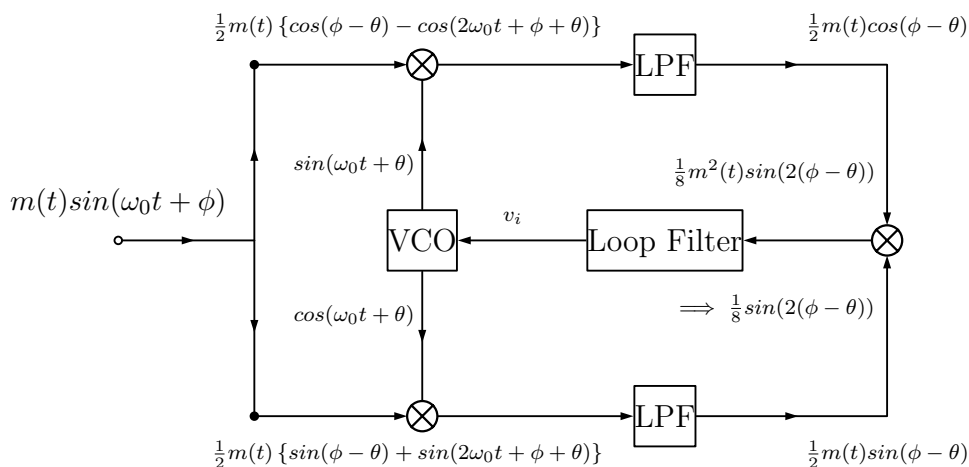 ½m(t) {cos(ϕ − θ) − cos(2ω₀t + ϕ + θ)}
½m(t)cos(ϕ − θ)
LPF
sin(ω₀t + θ)
⅛m²(t)sin(2(ϕ − θ))
m(t)sin(ω₀t + ϕ)
VCO
vᵢ
Loop Filter
cos(ω₀t + θ)
⟹ ⅛sin(2(ϕ − θ))
LPF
½m(t) {sin(ϕ − θ) + sin(2ω₀t + ϕ + θ)}
½m(t)sin(ϕ − θ)